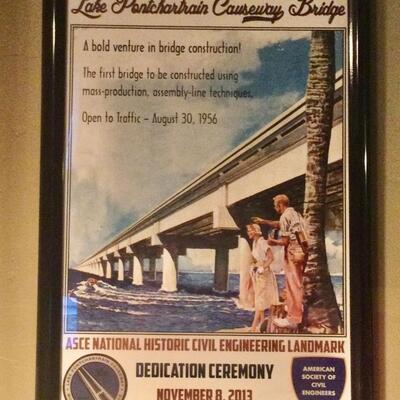 Lake Pontchartrain Causeway Bridge
A bold venture in bridge construction!
The first bridge to be constructed using
mass-production, assembly-line techniques.
Open to Traffic – August 30, 1956
ASCE NATIONAL HISTORIC CIVIL ENGINEERING LANDMARK
DEDICATION CEREMONY
NOVEMBER 8, 2013
AMERICAN
SOCIETY OF
CIVIL
ENGINEERS